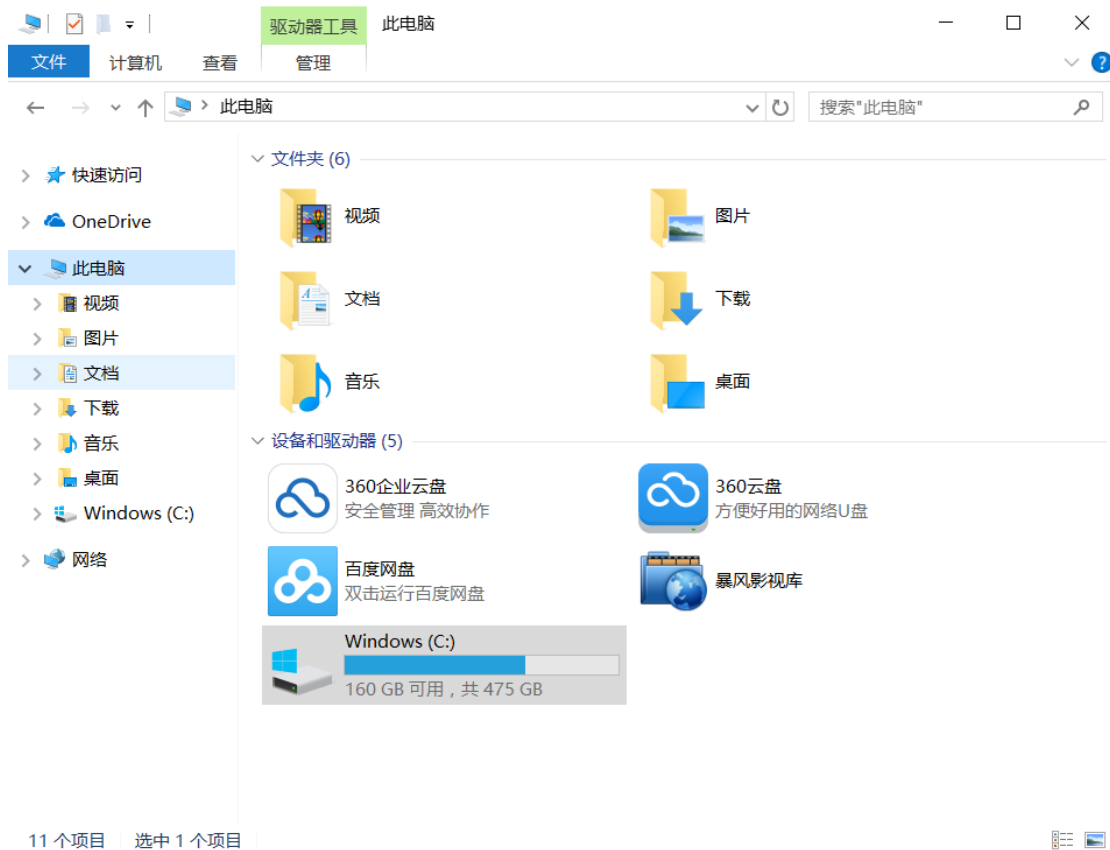 驱动器工具 此电脑
文件 计算机 查看 管理
此电脑 搜索"此电脑"
快速访问
OneDrive
此电脑
视频
图片
文档
下载
音乐
桌面
Windows (C:)
网络
文件夹 (6)
视频 图片
文档 下载
音乐 桌面
设备和驱动器 (5)
360企业云盘
安全管理 高效协作
360云盘
方便好用的网络U盘
百度网盘
双击运行百度网盘
暴风影视库
Windows (C:)
160 GB 可用，共 475 GB
11 个项目 选中 1 个项目